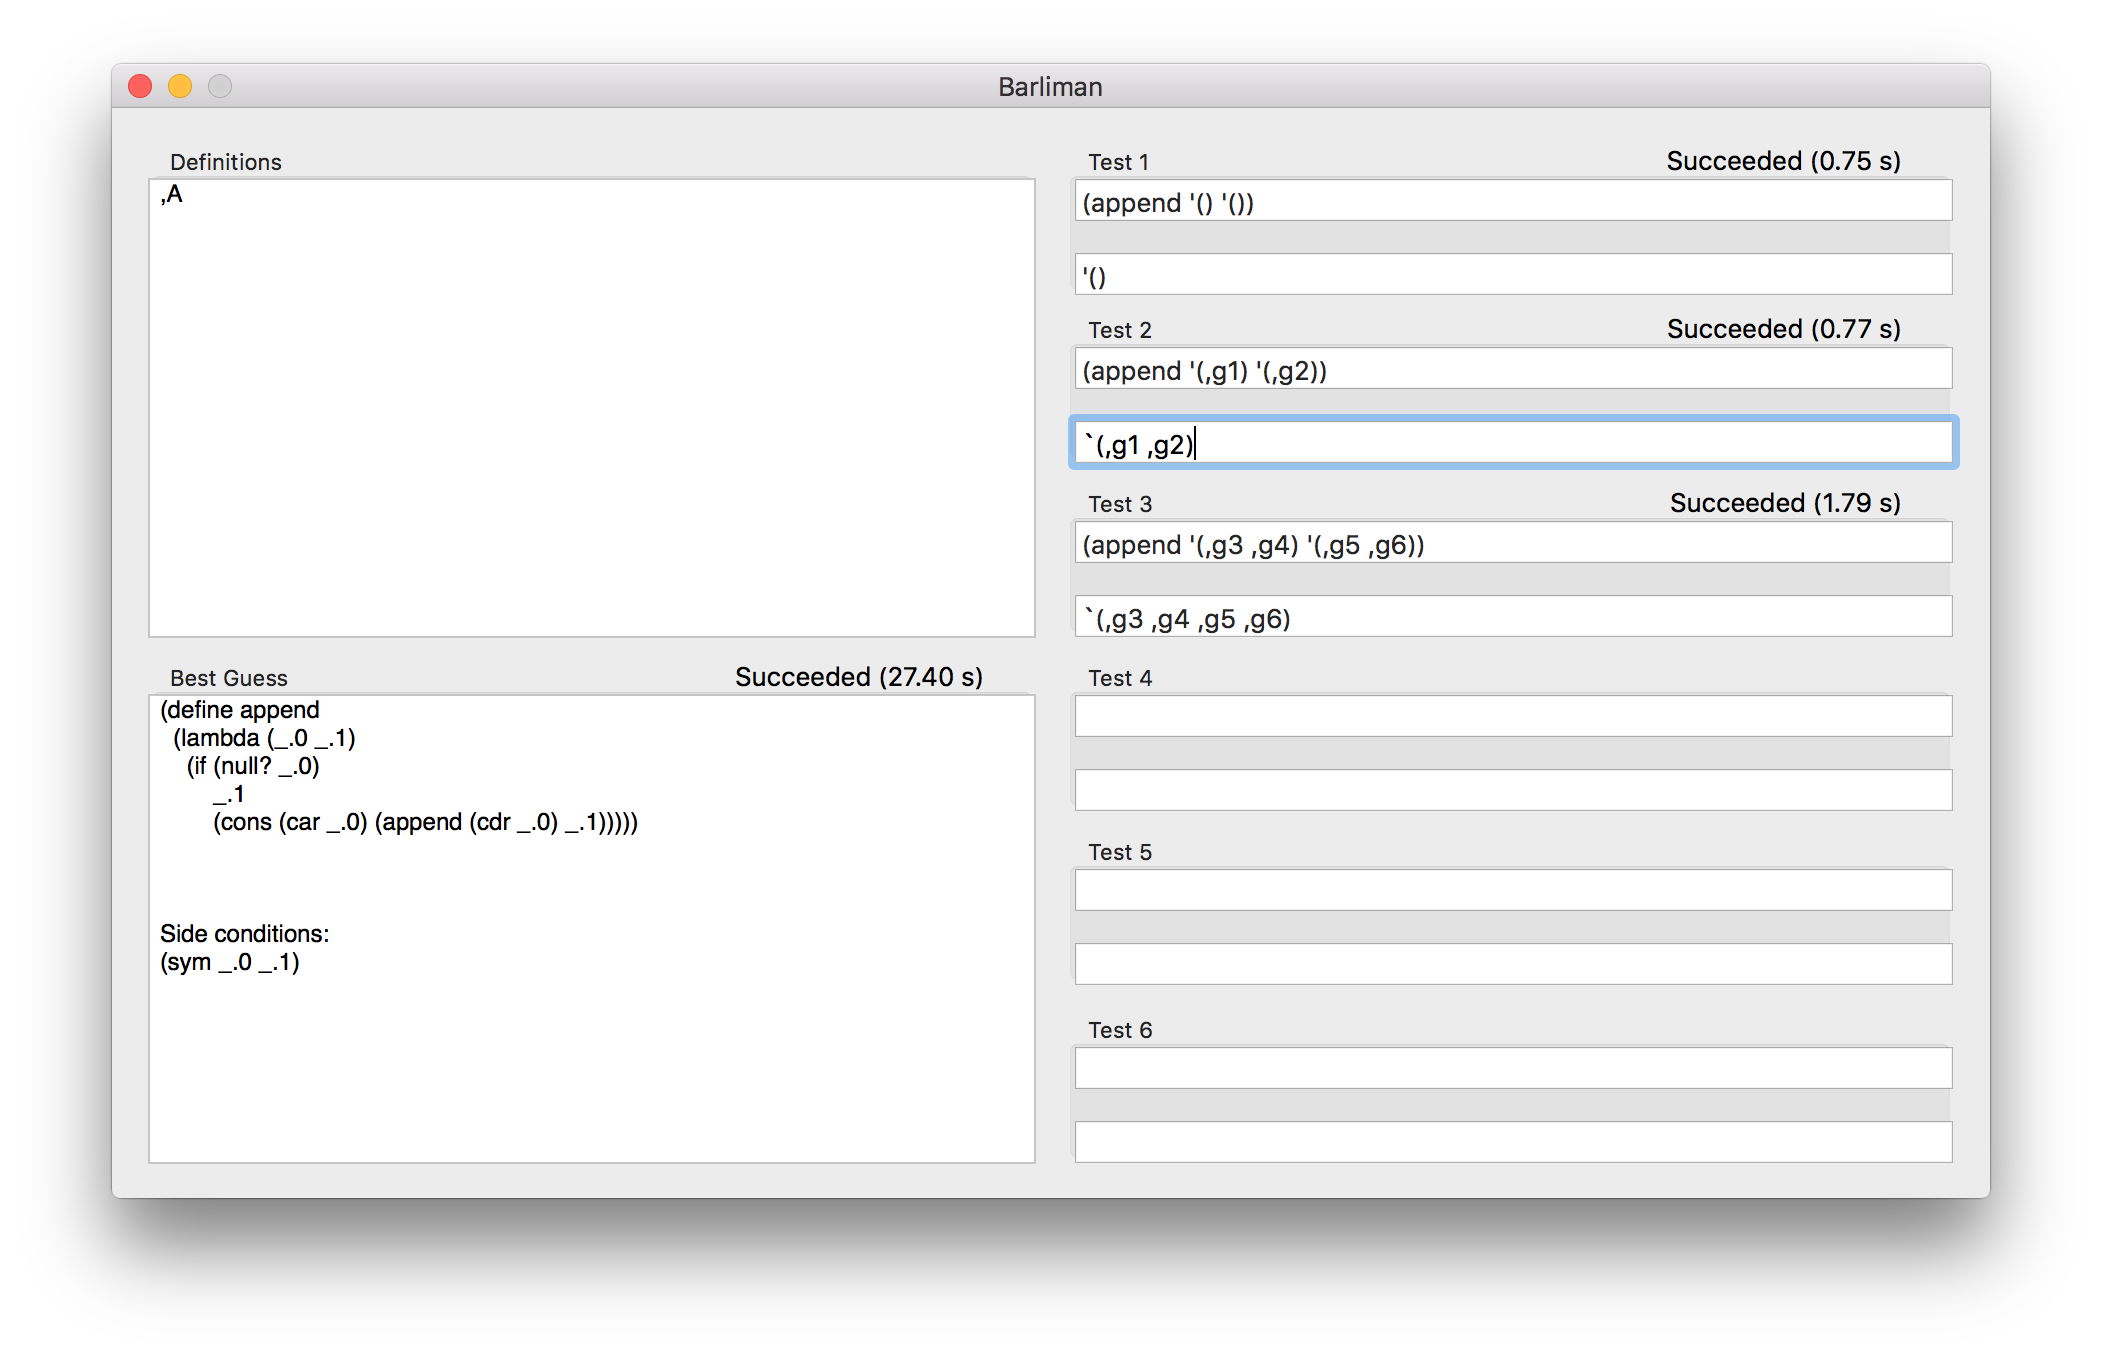 Barliman
Definitions
,A
Best Guess
Succeeded (27.40 s)
(define append
  (lambda (_.0 _.1)
    (if (null? _.0)
        _.1
        (cons (car _.0) (append (cdr _.0) _.1)))))
Side conditions:
(sym _.0 _.1)
Test 1
Succeeded (0.75 s)
(append '() '())
'()
Test 2
Succeeded (0.77 s)
(append '(,g1) '(,g2))
`(,g1 ,g2)
Test 3
Succeeded (1.79 s)
(append '(,g3 ,g4) '(,g5 ,g6))
`(,g3 ,g4 ,g5 ,g6)
Test 4
Test 5
Test 6